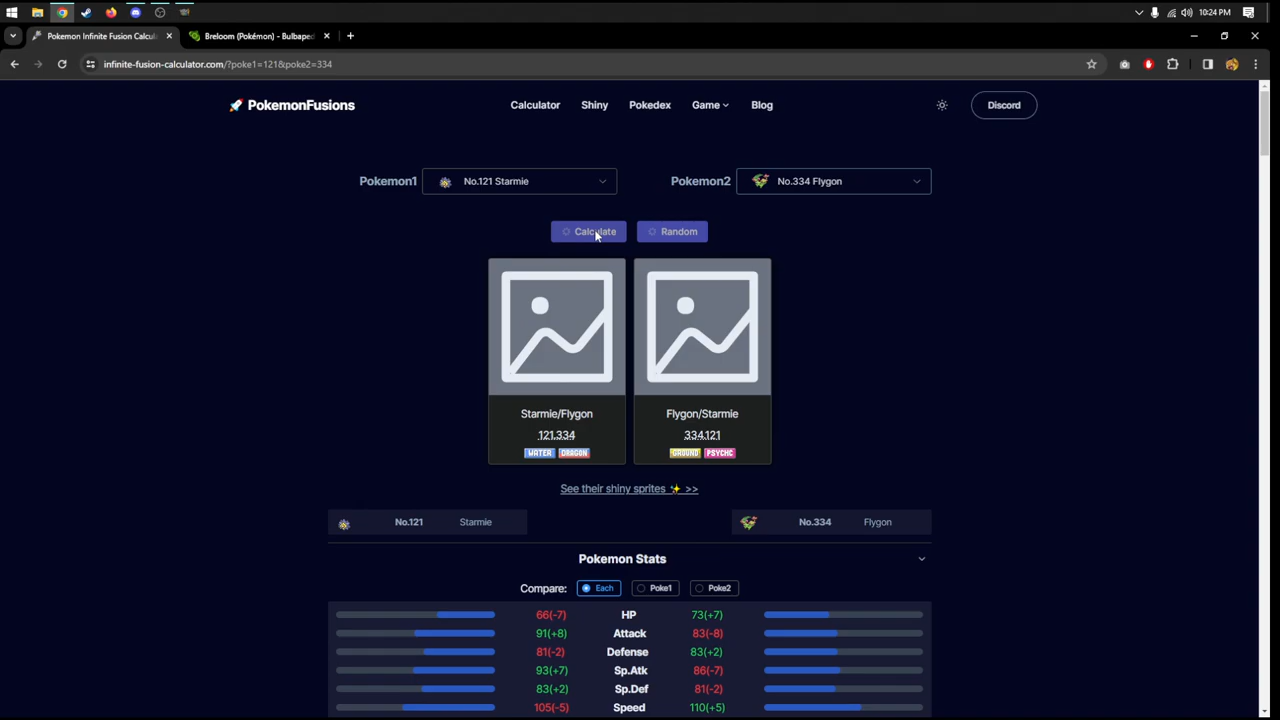 10:24 PM
Pokemon Infinite Fusion Calcula
Breloom (Pokémon) - Bulbaped
infinite-fusion-calculator.com/?poke1=121&poke2=334
PokemonFusions
Calculator
Shiny
Pokedex
Game
Blog
Discord
Pokemon1
No.121 Starmie
Pokemon2
No.334 Flygon
Calculate
Random
Starmie/Flygon
121.334
WATER DRAGON
Flygon/Starmie
334.121
GROUND PSYCHC
See their shiny sprites ✨ >>
No.121 Starmie
No.334 Flygon
Pokemon Stats
Compare: Each Poke1 Poke2
66(-7) HP 73(+7)
91(+8) Attack 83(-8)
81(-2) Defense 83(+2)
93(+7) Sp.Atk 86(-7)
83(+2) Sp.Def 81(-2)
105(-5) Speed 110(+5)